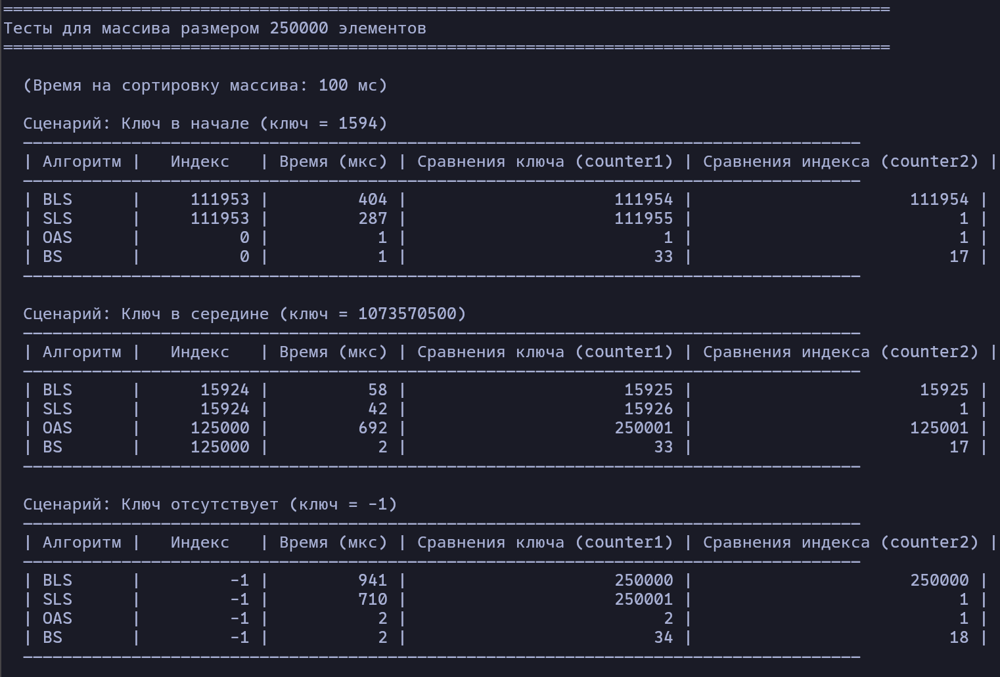 ==========================================================================================
Тесты для массива размером 250000 элементов
==========================================================================================
(Время на сортировку массива: 100 мс)
Сценарий: Ключ в начале (ключ = 1594)
-------------------------------------------------------------------------------------
| Алгоритм |   Индекс   | Время (мкс) | Сравнения ключа (counter1) | Сравнения индекса (counter2) |
-------------------------------------------------------------------------------------
| BLS      |     111953 |         404 |                     111954 |                      111954 |
| SLS      |     111953 |         287 |                     111955 |                           1 |
| OAS      |          0 |           1 |                          1 |                           1 |
| BS       |          0 |           1 |                         33 |                          17 |
-------------------------------------------------------------------------------------
Сценарий: Ключ в середине (ключ = 1073570500)
-------------------------------------------------------------------------------------
| Алгоритм |   Индекс   | Время (мкс) | Сравнения ключа (counter1) | Сравнения индекса (counter2) |
-------------------------------------------------------------------------------------
| BLS      |      15924 |          58 |                      15925 |                       15925 |
| SLS      |      15924 |          42 |                      15926 |                           1 |
| OAS      |     125000 |         692 |                     250001 |                      125001 |
| BS       |     125000 |           2 |                         33 |                          17 |
-------------------------------------------------------------------------------------
Сценарий: Ключ отсутствует (ключ = -1)
-------------------------------------------------------------------------------------
| Алгоритм |   Индекс   | Время (мкс) | Сравнения ключа (counter1) | Сравнения индекса (counter2) |
-------------------------------------------------------------------------------------
| BLS      |         -1 |         941 |                     250000 |                      250000 |
| SLS      |         -1 |         710 |                     250001 |                           1 |
| OAS      |         -1 |           2 |                          2 |                           1 |
| BS       |         -1 |           2 |                         34 |                          18 |
-------------------------------------------------------------------------------------